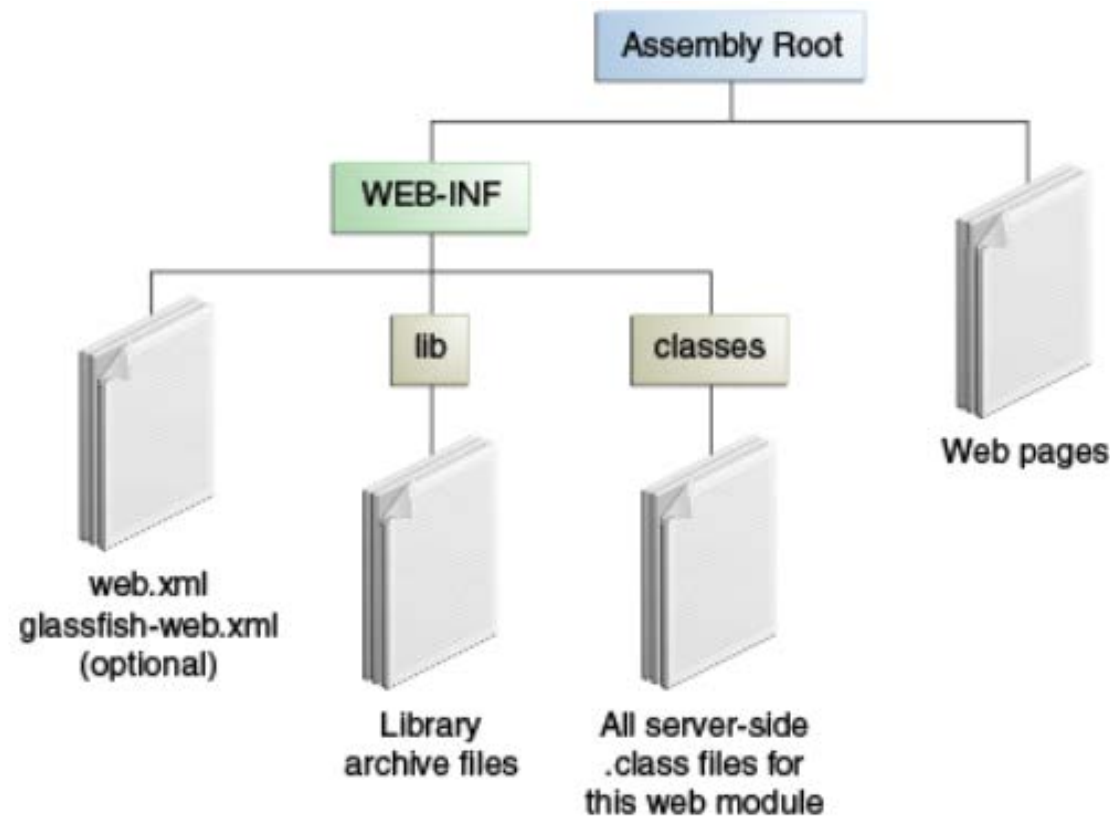 Assembly Root
WEB-INF
lib
classes
Web pages
web.xml
glassfish-web.xml
(optional)
Library
archive files
All server-side
.class files for
this web module